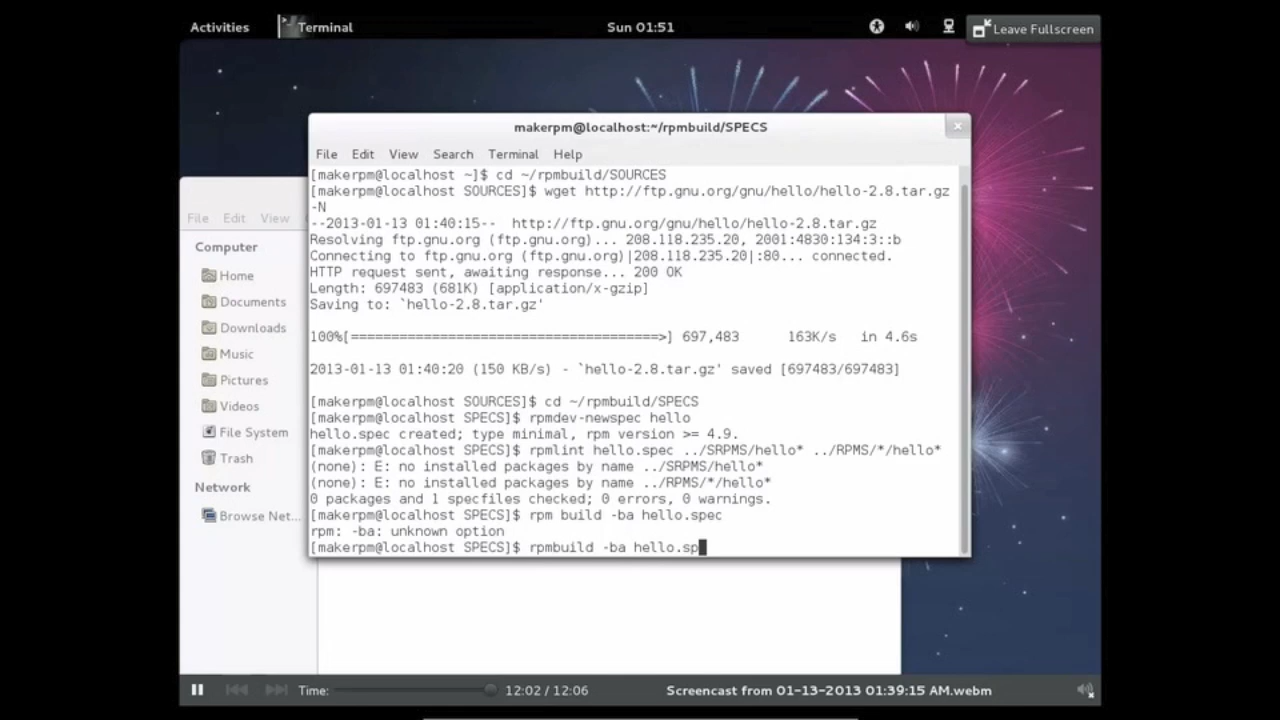 Activities
Terminal
Sun 01:51
Leave Fullscreen
makerpm@localhost:~/rpmbuild/SPECS
File Edit View Search Terminal Help
[makerpm@localhost ~]$ cd ~/rpmbuild/SOURCES
[makerpm@localhost SOURCES]$ wget http://ftp.gnu.org/gnu/hello/hello-2.8.tar.gz
-N
--2013-01-13 01:40:15--  http://ftp.gnu.org/gnu/hello/hello-2.8.tar.gz
Resolving ftp.gnu.org (ftp.gnu.org)... 208.118.235.20, 2001:4830:134:3::b
Connecting to ftp.gnu.org (ftp.gnu.org)|208.118.235.20|:80... connected.
HTTP request sent, awaiting response... 200 OK
Length: 697483 (681K) [application/x-gzip]
Saving to: `hello-2.8.tar.gz'
100%[======================================>] 697,483     163K/s   in 4.6s
2013-01-13 01:40:20 (150 KB/s) - `hello-2.8.tar.gz' saved [697483/697483]
[makerpm@localhost SOURCES]$ cd ~/rpmbuild/SPECS
[makerpm@localhost SPECS]$ rpmdev-newspec hello
hello.spec created; type minimal, rpm version >= 4.9.
[makerpm@localhost SPECS]$ rpmlint hello.spec ../SRPMS/hello* ../RPMS/*/hello*
(none): E: no installed packages by name ../SRPMS/hello*
(none): E: no installed packages by name ../RPMS/*/hello*
0 packages and 1 specfiles checked; 0 errors, 0 warnings.
[makerpm@localhost SPECS]$ rpm build -ba hello.spec
rpm: -ba: unknown option
[makerpm@localhost SPECS]$ rpmbuild -ba hello.sp
File Edit View
Computer
Home
Documents
Downloads
Music
Pictures
Videos
File System
Trash
Network
Browse Net...
Time:
12:02 / 12:06
Screencast from 01-13-2013 01:39:15 AM.webm